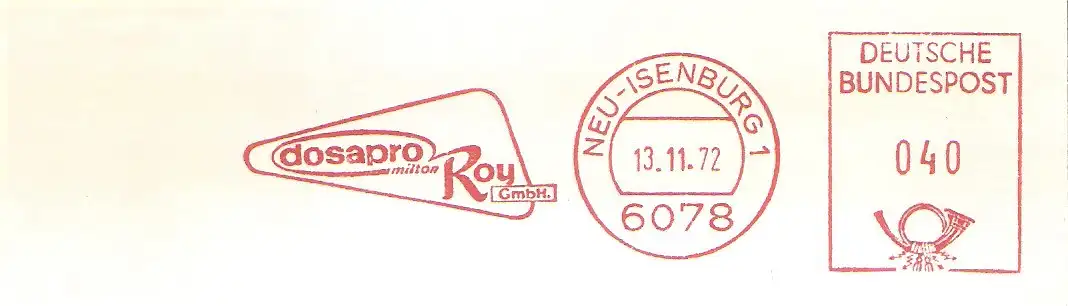 dosapro
milton
Roy
GmbH.
NEU-ISENBURG 1
13.11.72
6078
DEUTSCHE
BUNDESPOST
040